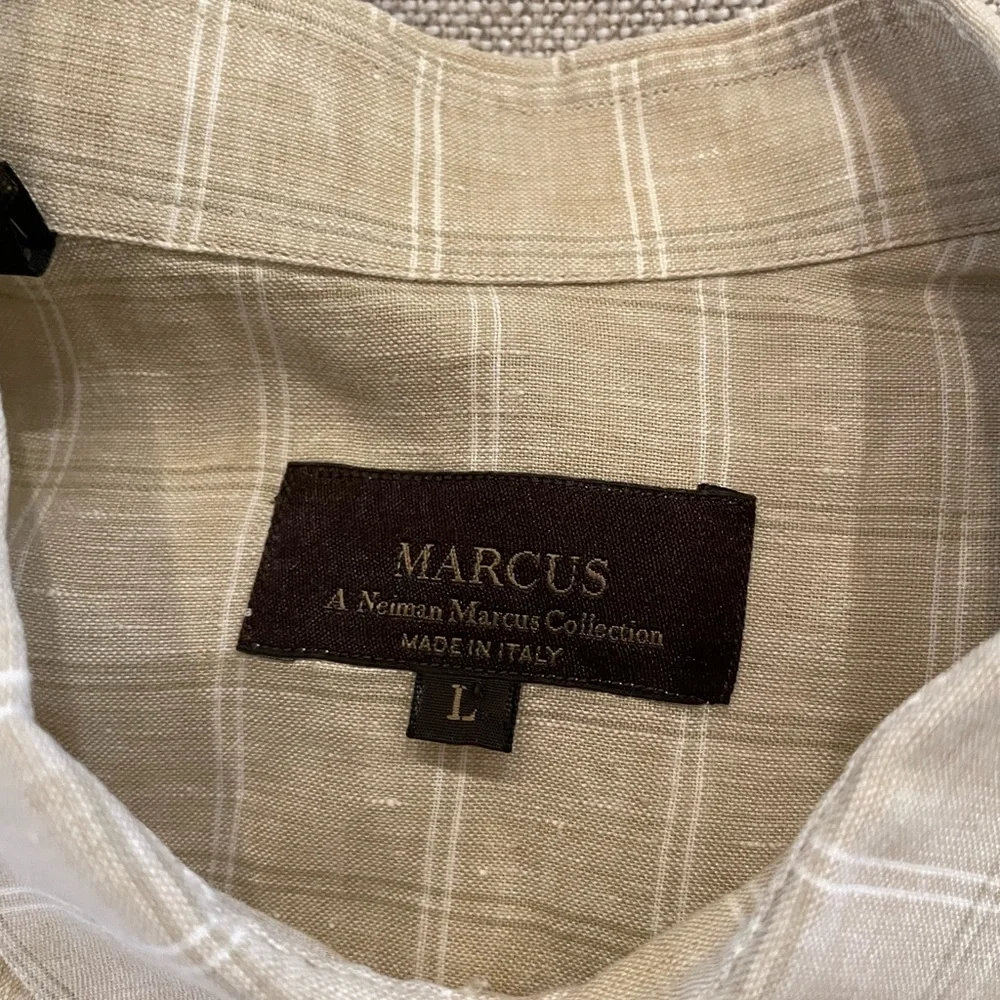 MARCUS
A Neiman Marcus Collection
MADE IN ITALY
L